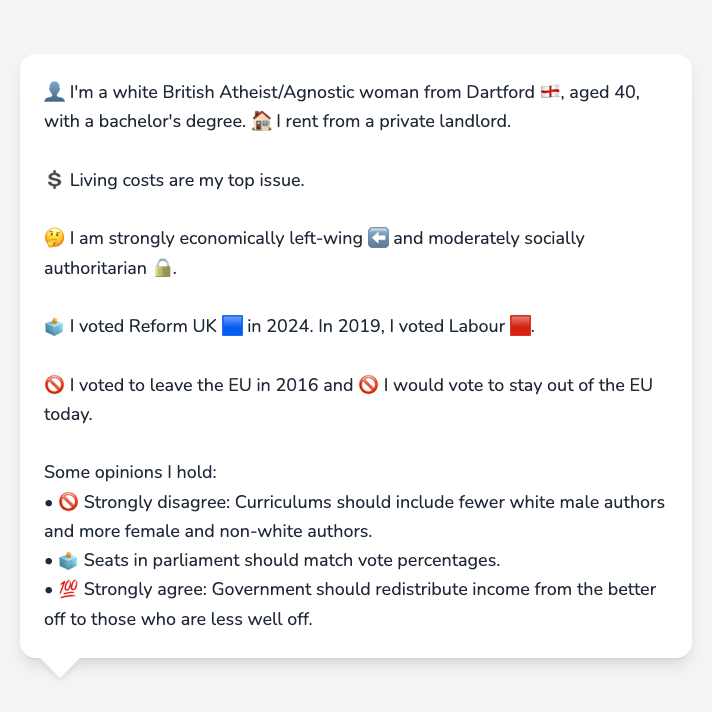 👤 I'm a white British Atheist/Agnostic woman from Dartford 🏴󠁧󠁢󠁥󠁮󠁧󠁿, aged 40,
with a bachelor's degree. 🏠 I rent from a private landlord.
💲 Living costs are my top issue.
🤔 I am strongly economically left-wing ⬅️ and moderately socially
authoritarian 🔒.
🗳️ I voted Reform UK 🟦 in 2024. In 2019, I voted Labour 🟥.
🚫 I voted to leave the EU in 2016 and 🚫 I would vote to stay out of the EU
today.
Some opinions I hold:
• 🚫 Strongly disagree: Curriculums should include fewer white male authors
and more female and non-white authors.
• 🗳️ Seats in parliament should match vote percentages.
• 💯 Strongly agree: Government should redistribute income from the better
off to those who are less well off.